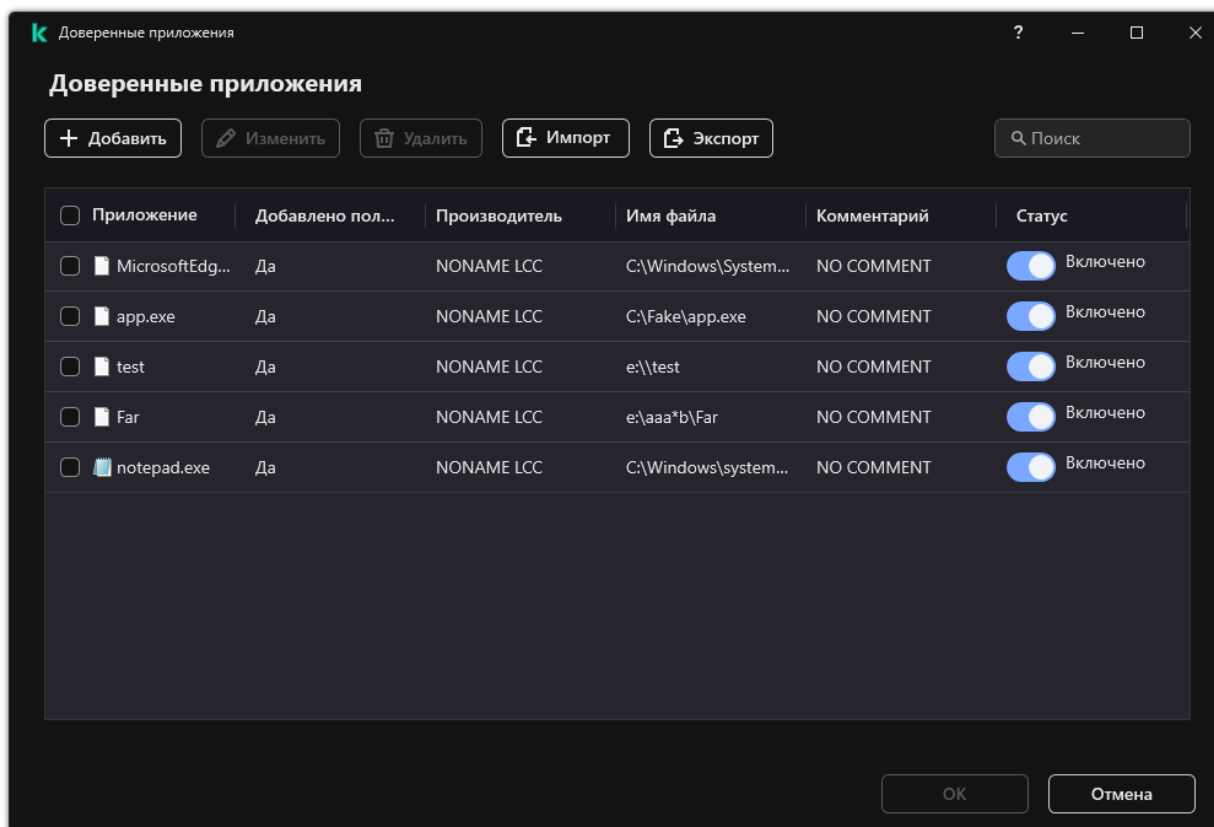 Доверенные приложения
?
Доверенные приложения
Добавить Изменить Удалить Импорт Экспорт Поиск
Приложение Добавлено пол... Производитель Имя файла Комментарий Статус
MicrosoftEdg... Да NONAME LCC C:\Windows\System... NO COMMENT Включено
app.exe Да NONAME LCC C:\Fake\app.exe NO COMMENT Включено
test Да NONAME LCC e:\\test NO COMMENT Включено
Far Да NONAME LCC e:\aaa*b\Far NO COMMENT Включено
notepad.exe Да NONAME LCC C:\Windows\system... NO COMMENT Включено
ОК Отмена